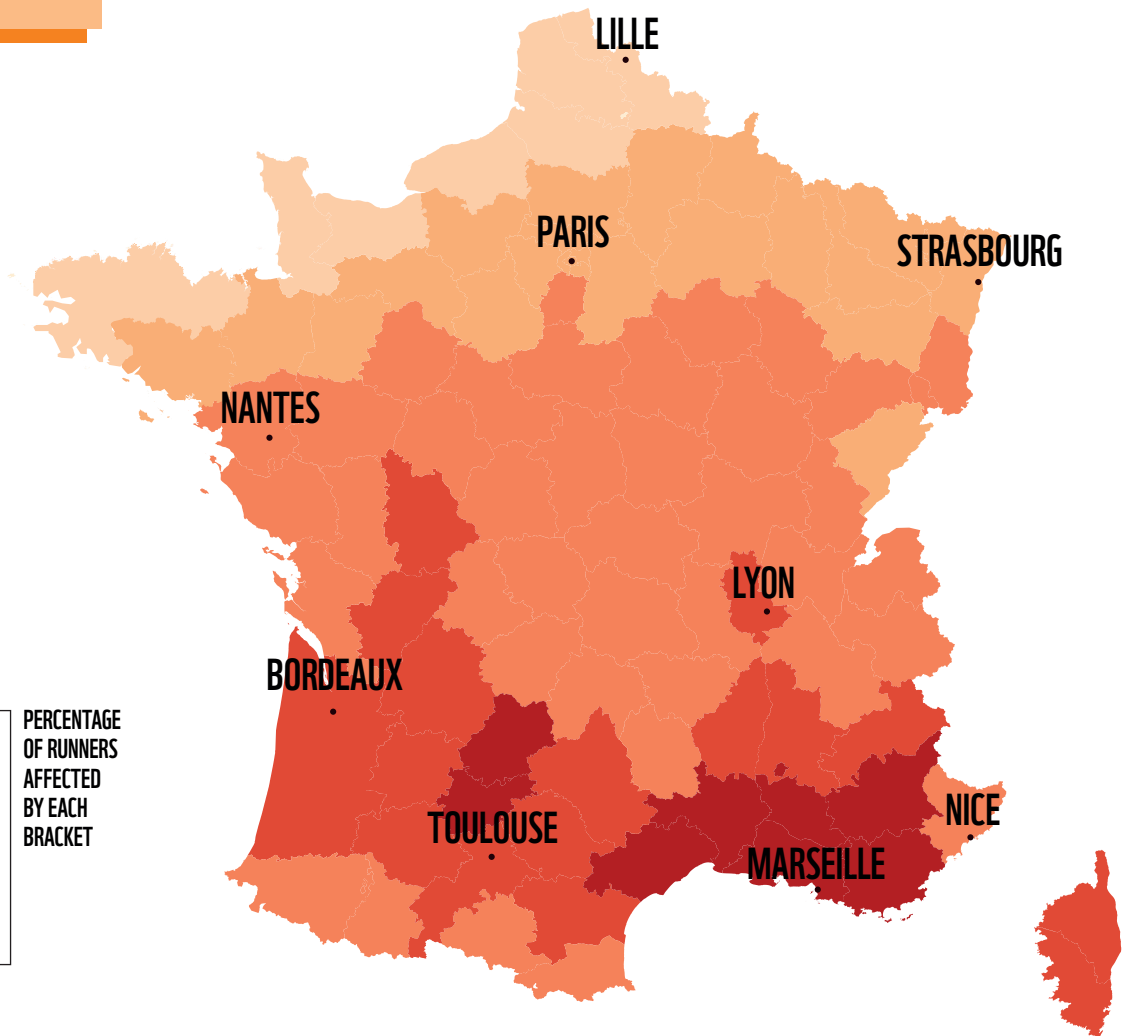 LILLE
PARIS
STRASBOURG
NANTES
LYON
BORDEAUX
PERCENTAGE
OF RUNNERS
AFFECTED
BY EACH
BRACKET
NICE
TOULOUSE
MARSEILLE